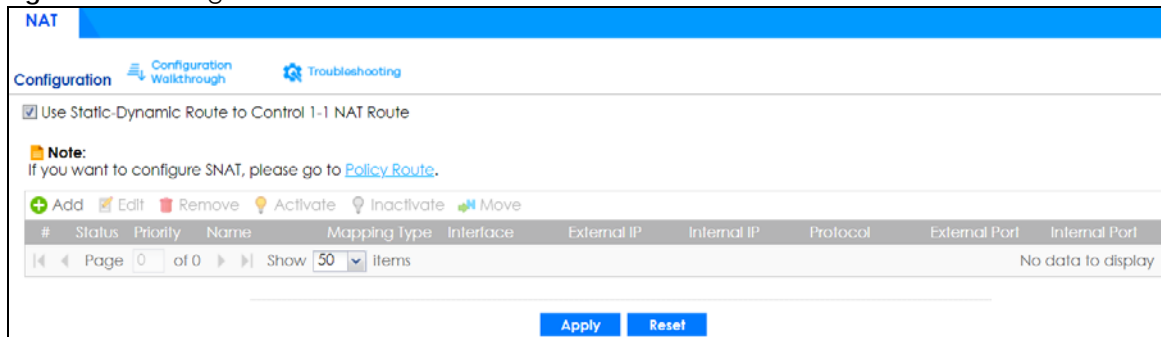 NAT
Configuration
Configuration
Walkthrough
Troubleshooting
Use Static-Dynamic Route to Control 1-1 NAT Route
Note:
If you want to configure SNAT, please go to Policy Route.
Add Edit Remove Activate Inactivate Move
# Status Priority Name Mapping Type Interface External IP Internal IP Protocol External Port Internal Port
Page 0 of 0 Show 50 items No data to display
Apply Reset